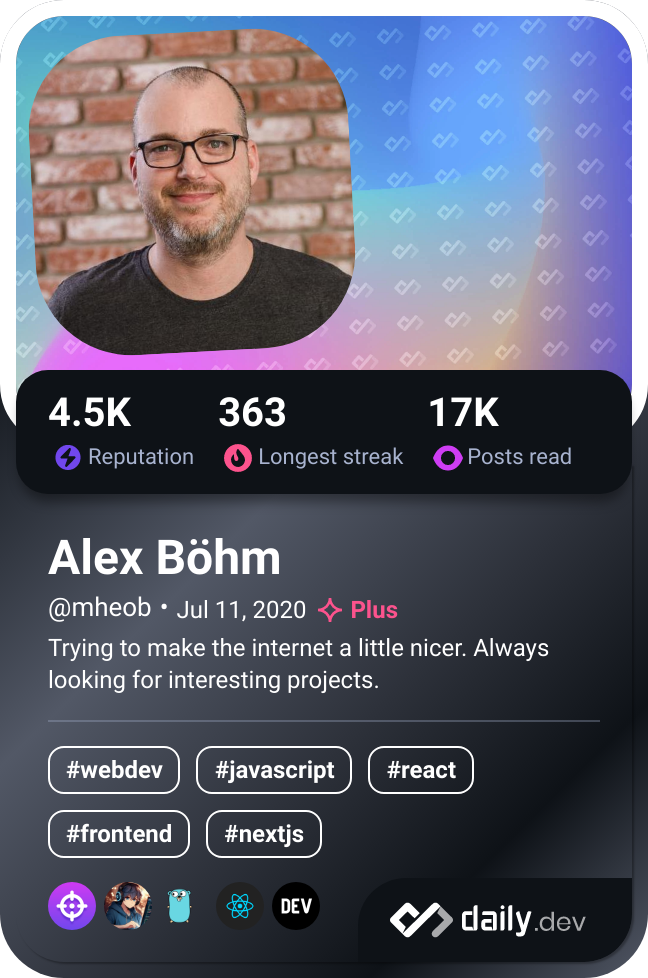 4.5K 363 17K
Reputation Longest streak Posts read
Alex Böhm
@mheob • Jul 11, 2020 Plus
Trying to make the internet a little nicer. Always
looking for interesting projects.
#webdev #javascript #react
#frontend #nextjs
DEV
daily.dev